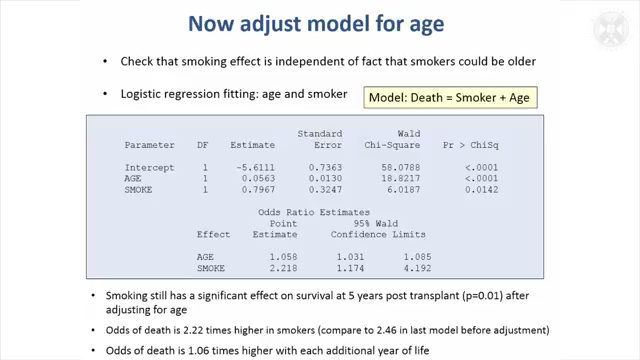 Now adjust model for age
• Check that smoking effect is independent of fact that smokers could be older
• Logistic regression fitting: age and smoker
Model: Death = Smoker + Age
Standard Wald
Parameter DF Estimate Error Chi-Square Pr > ChiSq
Intercept 1 -5.6111 0.7363 58.0788 <.0001
AGE 1 0.0563 0.0130 18.8217 <.0001
SMOKE 1 0.7967 0.3247 6.0187 0.0142
Odds Ratio Estimates
Point 95% Wald
Effect Estimate Confidence Limits
AGE 1.058 1.031 1.085
SMOKE 2.218 1.174 4.192
• Smoking still has a significant effect on survival at 5 years post transplant (p=0.01) after
adjusting for age
• Odds of death is 2.22 times higher in smokers (compare to 2.46 in last model before adjustment)
• Odds of death is 1.06 times higher with each additional year of life